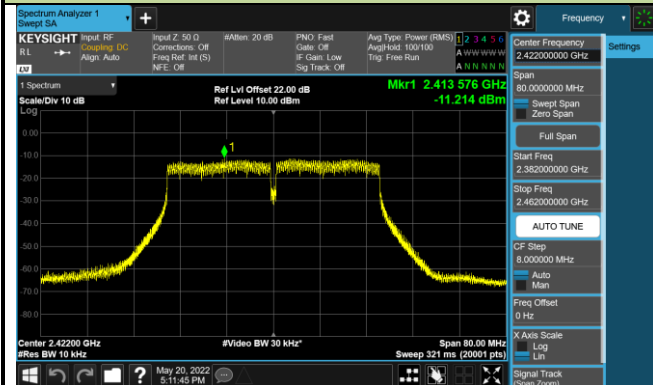 Spectrum Analyzer 1
Swept SA
Frequency
KEYSIGHT
RL
LXI
Input: RF
Coupling: DC
Align: Auto
Input Z: 50 Ω
Corrections: Off
Freq Ref: Int (S)
NFE: Off
#Atten: 20 dB
PNO: Fast
Gate: Off
IF Gain: Low
Sig Track: Off
Avg Type: Power (RMS)
Avg|Hold: 100/100
Trig: Free Run
1 2 3 4 5 6
A W W W W W
A N N N N N
Center Frequency
2.422000000 GHz
Settings
1 Spectrum
Scale/Div 10 dB
Log
Ref Lvl Offset 22.00 dB
Ref Level 10.00 dBm
Mkr1 2.413 576 GHz
-11.214 dBm
Span
80.0000000 MHz
Swept Span
Zero Span
Full Span
Start Freq
2.382000000 GHz
Stop Freq
2.462000000 GHz
AUTO TUNE
CF Step
8.000000 MHz
Auto
Man
Freq Offset
0 Hz
X Axis Scale
Log
Lin
Signal Track
(Span Zoom)
0.00
-10.0
-20.0
-30.0
-40.0
-50.0
-60.0
-70.0
-80.0
1
Center 2.42200 GHz
#Res BW 10 kHz
#Video BW 30 kHz*
Span 80.00 MHz
Sweep 321 ms (20001 pts)
?
May 20, 2022
5:11:45 PM